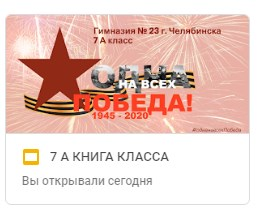 Гимназия № 23 г. Челябинска
7 А класс
ОДНА
НА ВСЕХ
ПОБЕДА!
1945 - 2020
7 А КНИГА КЛАССА
Вы открывали сегодня